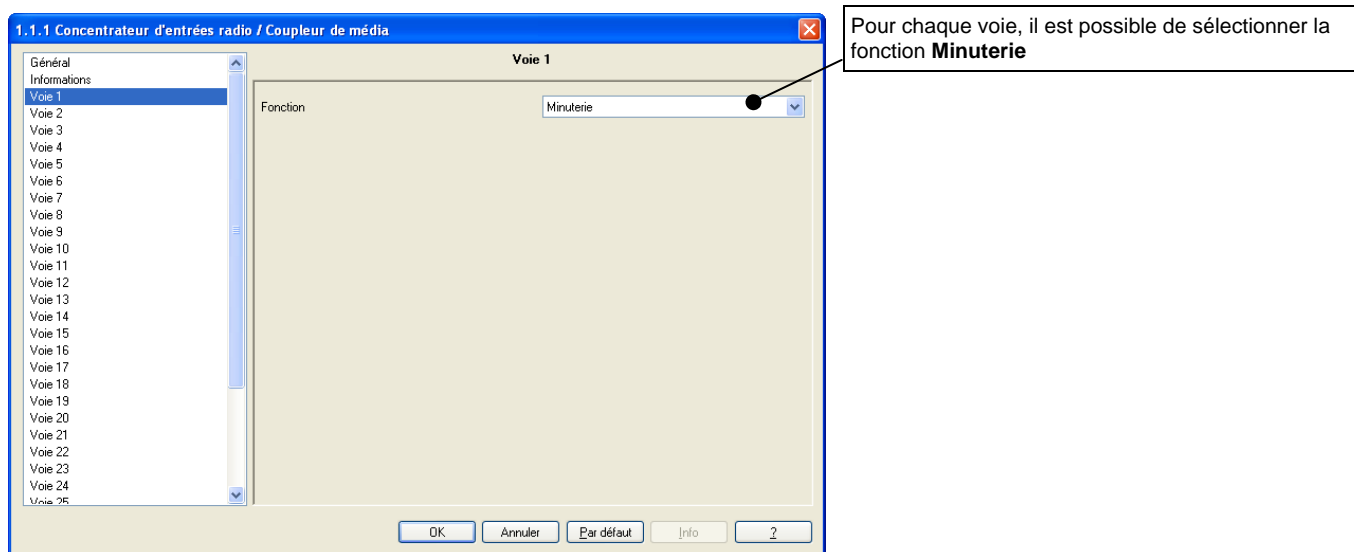 1.1.1 Concentrateur d'entrées radio / Coupleur de média
Pour chaque voie, il est possible de sélectionner la
fonction Minuterie
Général
Informations
Voie 1
Voie 2
Voie 3
Voie 4
Voie 5
Voie 6
Voie 7
Voie 8
Voie 9
Voie 10
Voie 11
Voie 12
Voie 13
Voie 14
Voie 15
Voie 16
Voie 17
Voie 18
Voie 19
Voie 20
Voie 21
Voie 22
Voie 23
Voie 24
Voie 25
Voie 1
Fonction
Minuterie
OK
Annuler
Par défaut
Info
?